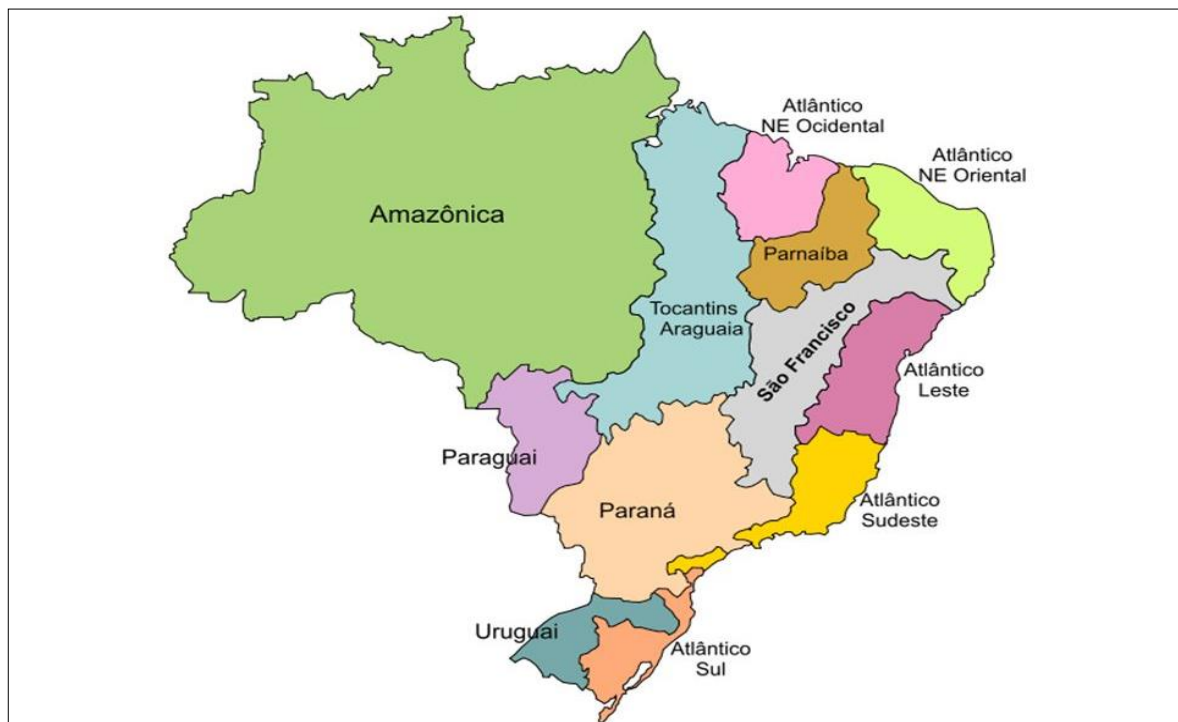 Atlântico
NE Ocidental
Atlântico
NE Oriental
Amazônica
Parnaíba
Tocantins
Araguaia
São Francisco
Atlântico
Leste
Paraguai
Paraná
Atlântico
Sudeste
Uruguai
Atlântico
Sul